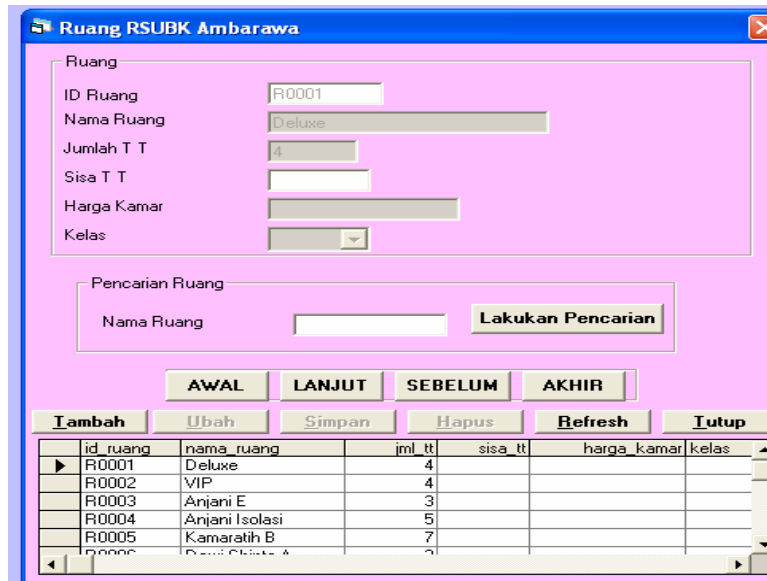 Ruang RSUBK Ambarawa
Ruang
ID Ruang R0001
Nama Ruang Deluxe
Jumlah T T 4
Sisa T T
Harga Kamar
Kelas
Pencarian Ruang
Nama Ruang Lakukan Pencarian
AWAL LANJUT SEBELUM AKHIR
Tambah Ubah Simpan Hapus Refresh Tutup
id_ruang nama_ruang jml_tt sisa_tt harga_kamar kelas
R0001 Deluxe 4
R0002 VIP 4
R0003 Anjani E 3
R0004 Anjani Isolasi 5
R0005 Kamaratih B 7